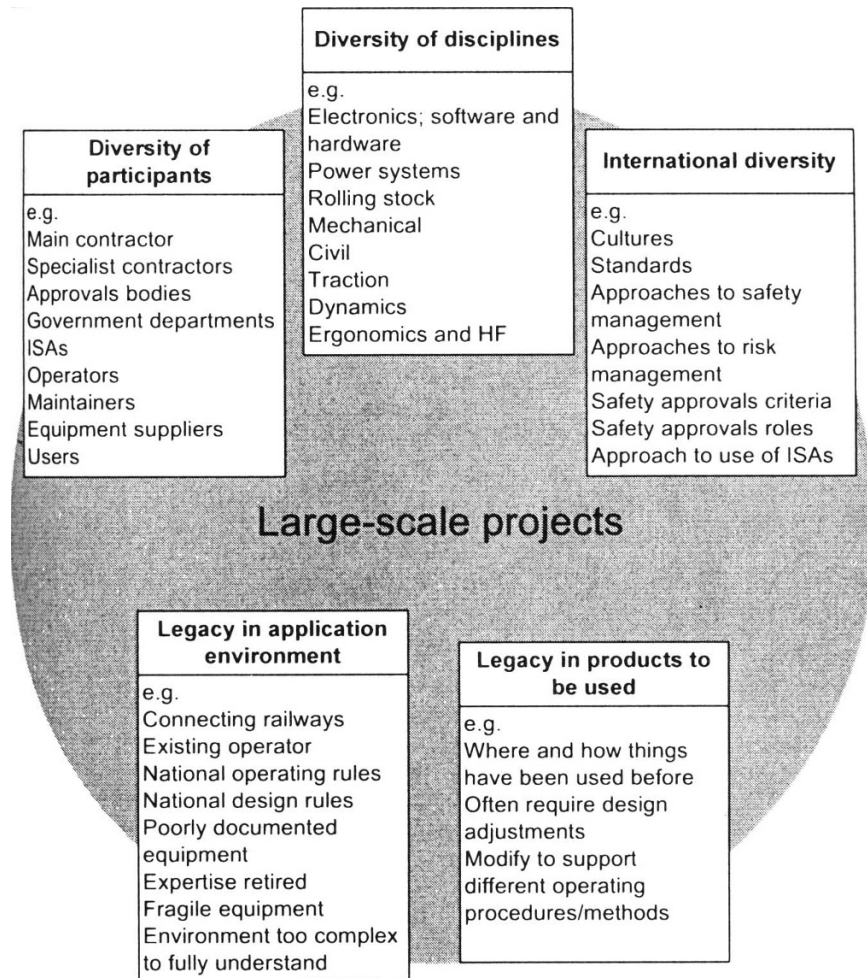 Diversity of disciplines
e.g.
Electronics; software and
hardware
Power systems
Rolling stock
Mechanical
Civil
Traction
Dynamics
Ergonomics and HF
Diversity of
participants
e.g.
Main contractor
Specialist contractors
Approvals bodies
Government departments
ISAs
Operators
Maintainers
Equipment suppliers
Users
International diversity
e.g.
Cultures
Standards
Approaches to safety
management
Approaches to risk
management
Safety approvals criteria
Safety approvals roles
Approach to use of ISAs
Large-scale projects
Legacy in application
environment
e.g.
Connecting railways
Existing operator
National operating rules
National design rules
Poorly documented
equipment
Expertise retired
Fragile equipment
Environment too complex
to fully understand
Legacy in products to
be used
e.g.
Where and how things
have been used before
Often require design
adjustments
Modify to support
different operating
procedures/methods